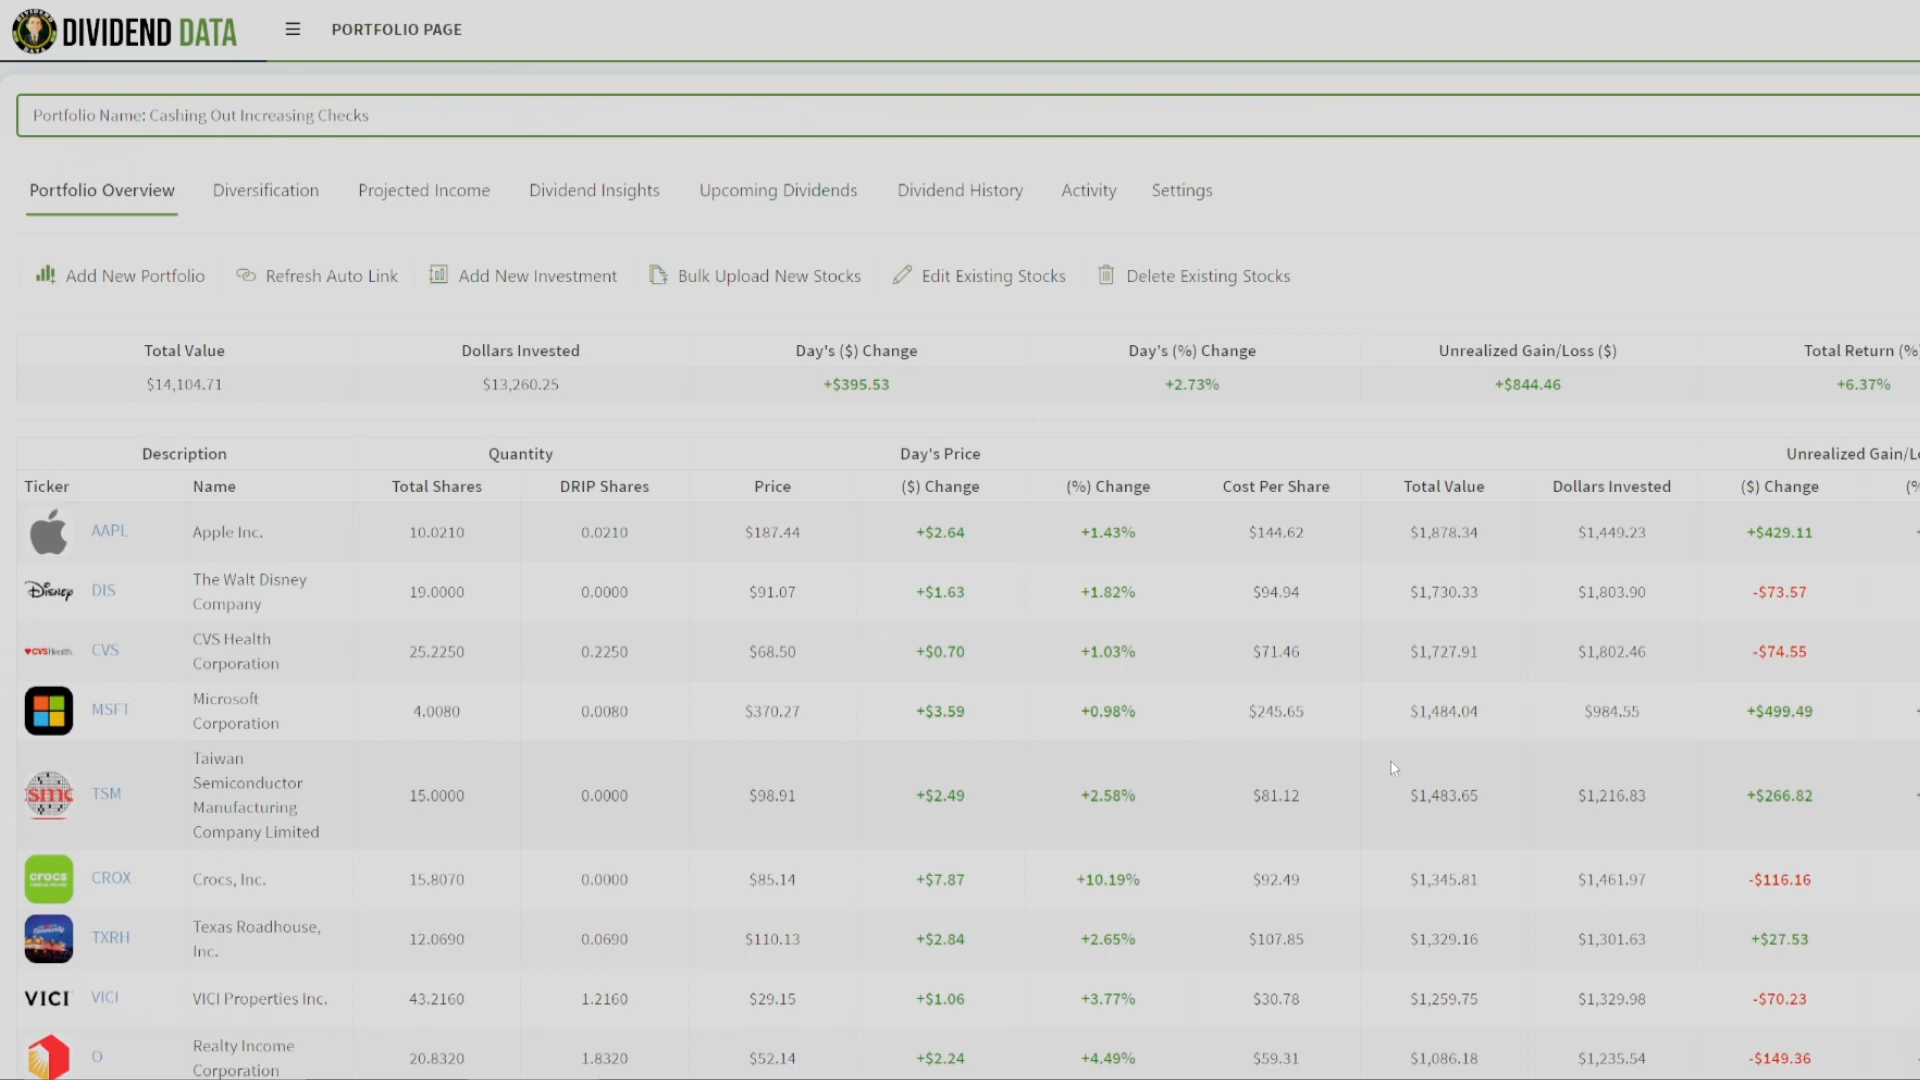 DIVIDEND DATA
PORTFOLIO PAGE
Portfolio Name: Cashing Out Increasing Checks
Portfolio Overview Diversification Projected Income Dividend Insights Upcoming Dividends Dividend History Activity Settings
Add New Portfolio Refresh Auto Link Add New Investment Bulk Upload New Stocks Edit Existing Stocks Delete Existing Stocks
Total Value Dollars Invested Day's ($) Change Day's (%) Change Unrealized Gain/Loss ($) Total Return (%)
$14,104.71 $13,260.25 +$395.53 +2.73% +$844.46 +6.37%
Description Quantity Day's Price Unrealized Gain/Lo
Ticker Name Total Shares DRIP Shares Price ($) Change (%) Change Cost Per Share Total Value Dollars Invested ($) Change (%
AAPL Apple Inc. 10.0210 0.0210 $187.44 +$2.64 +1.43% $144.62 $1,878.34 $1,449.23 +$429.11
Disney DIS The Walt Disney
Company 19.0000 0.0000 $91.07 +$1.63 +1.82% $94.94 $1,730.33 $1,803.90 -$73.57
CVSHealth CVS CVS Health
Corporation 25.2250 0.2250 $68.50 +$0.70 +1.03% $71.46 $1,727.91 $1,802.46 -$74.55
MSFT Microsoft
Corporation 4.0080 0.0080 $370.27 +$3.59 +0.98% $245.65 $1,484.04 $984.55 +$499.49
smc TSM Taiwan
Semiconductor
Manufacturing
Company Limited 15.0000 0.0000 $98.91 +$2.49 +2.58% $81.12 $1,483.65 $1,216.83 +$266.82
crocs CROX Crocs, Inc. 15.8070 0.0000 $85.14 +$7.87 +10.19% $92.49 $1,345.81 $1,461.97 -$116.16
TXRH Texas Roadhouse,
Inc. 12.0690 0.0690 $110.13 +$2.84 +2.65% $107.85 $1,329.16 $1,301.63 +$27.53
VICI VICI VICI Properties Inc. 43.2160 1.2160 $29.15 +$1.06 +3.77% $30.78 $1,259.75 $1,329.98 -$70.23
O Realty Income
Corporation 20.8320 1.8320 $52.14 +$2.24 +4.49% $59.31 $1,086.18 $1,235.54 -$149.36